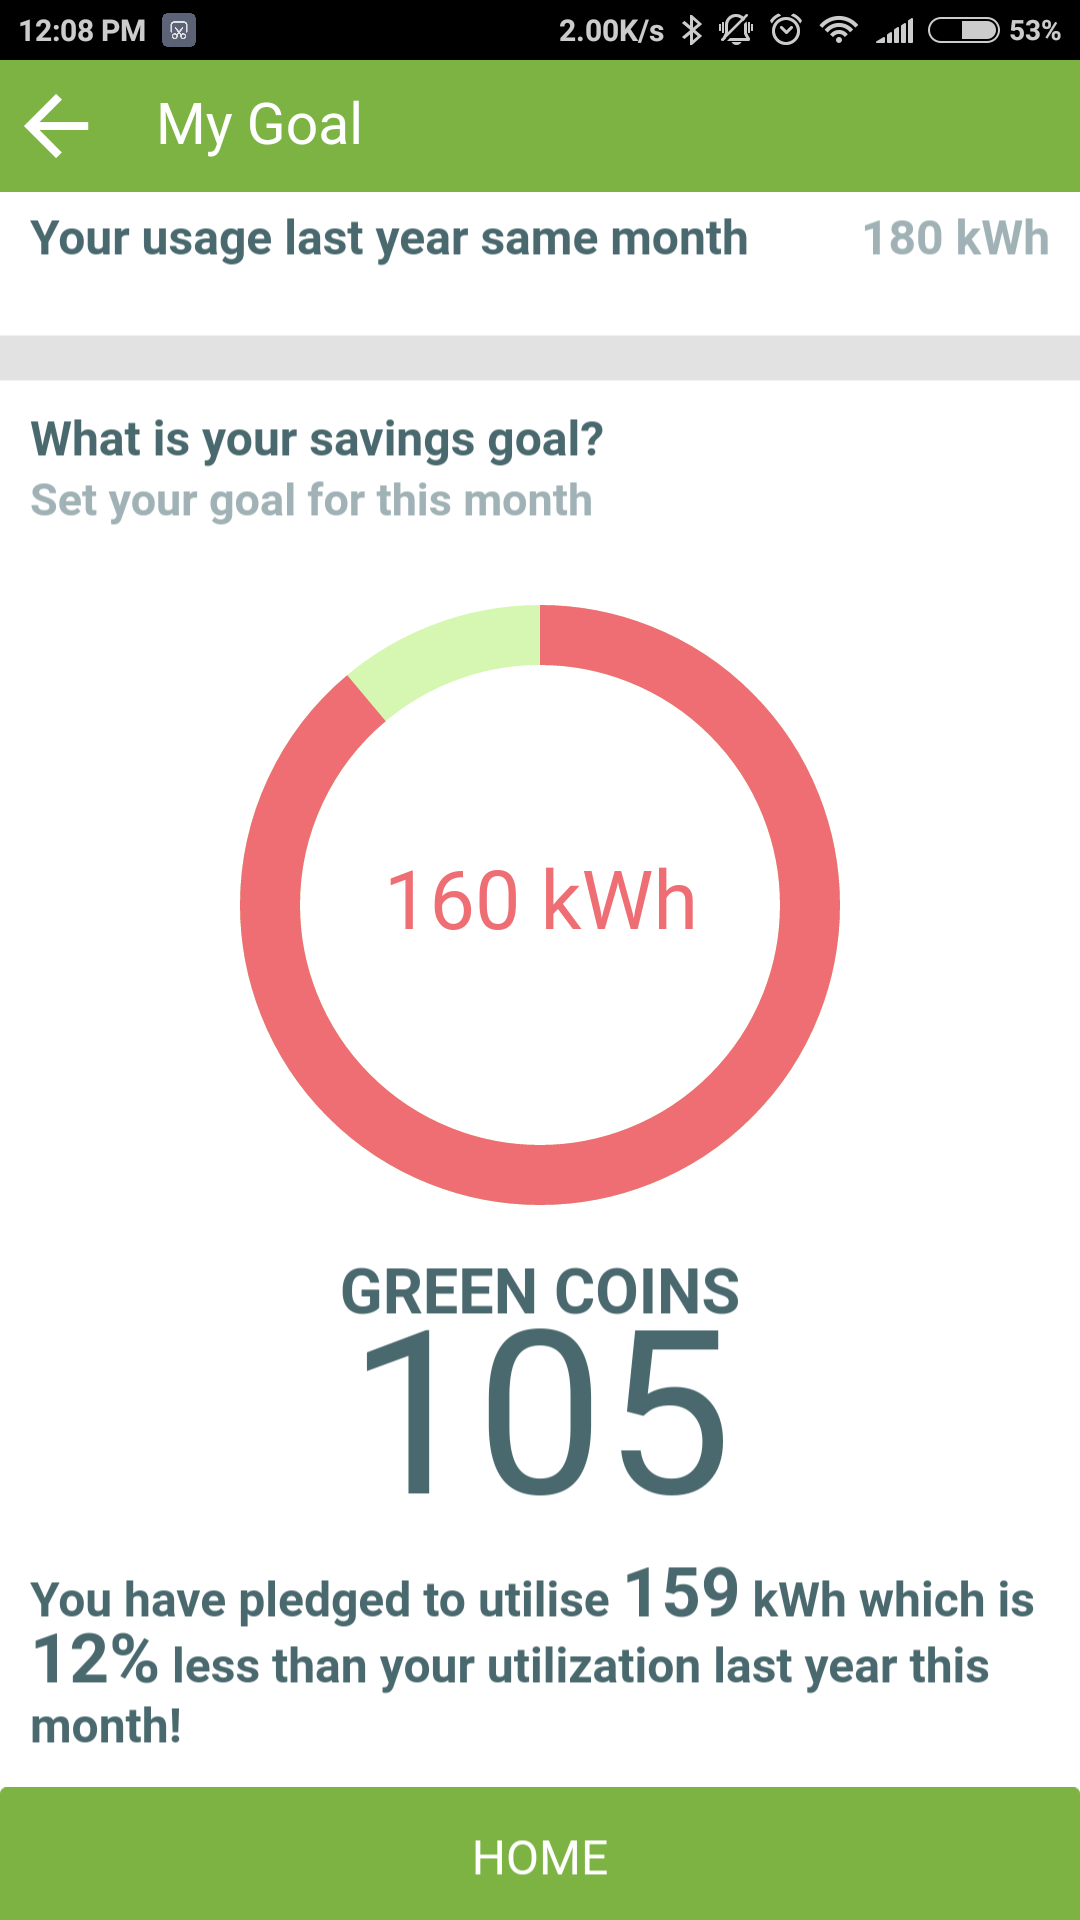 12:08 PM 2.00K/s 53%
My Goal
Your usage last year same month 180 kWh
What is your savings goal?
Set your goal for this month
160 kWh
GREEN COINS
105
You have pledged to utilise 159 kWh which is
12% less than your utilization last year this
month!
HOME